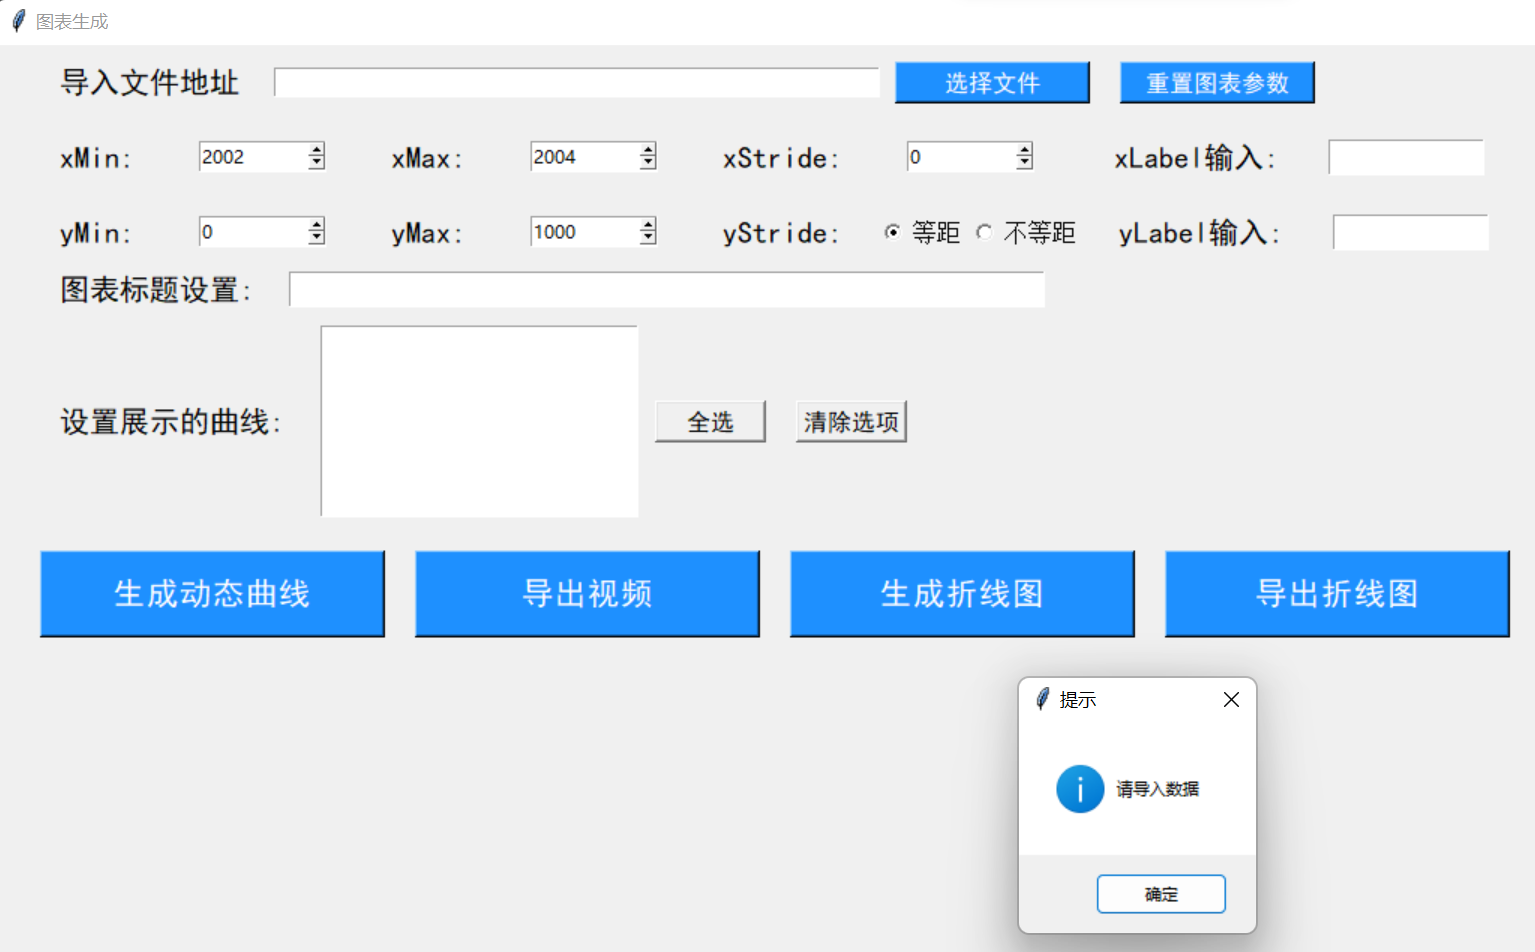 图表生成
导入文件地址 选择文件 重置图表参数
xMin: 2002 xMax: 2004 xStride: 0 xLabel输入:
yMin: 0 yMax: 1000 yStride: 等距 不等距 yLabel输入:
图表标题设置:
设置展示的曲线: 全选 清除选项
生成动态曲线 导出视频 生成折线图 导出折线图
提示
请导入数据
确定